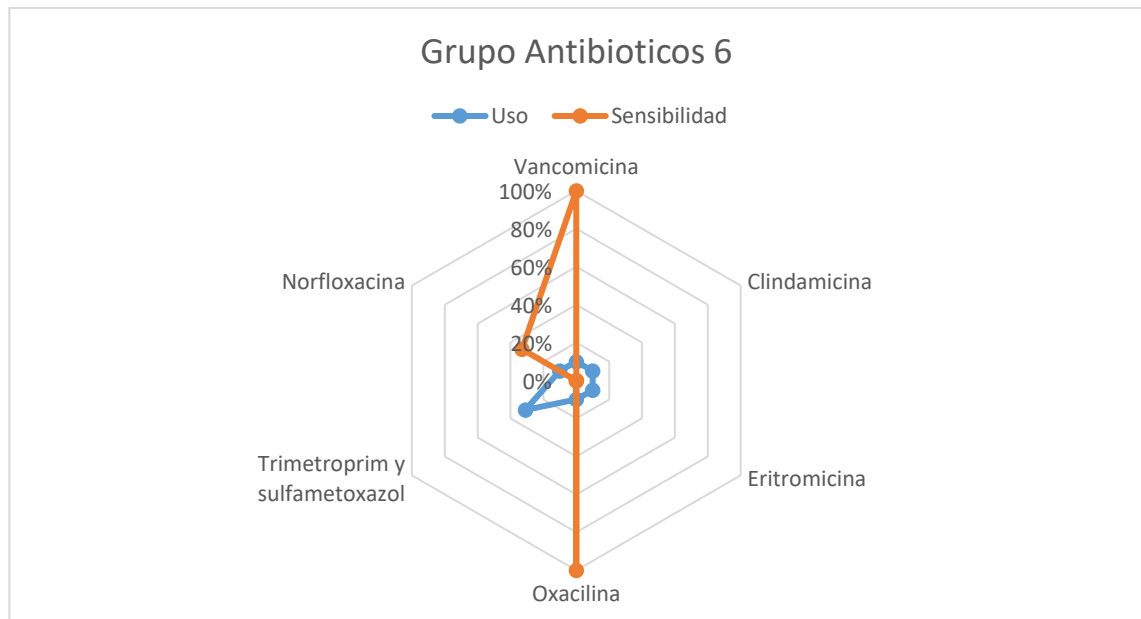 Grupo Antibioticos 6
Uso
Sensibilidad
Vancomicina
100%
80%
60%
40%
20%
0%
Norfloxacina
Clindamicina
Trimetroprim y
sulfametoxazol
Eritromicina
Oxacilina